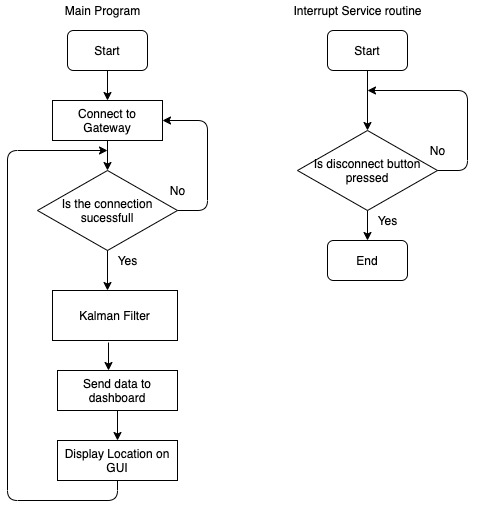 Main Program
Start
Connect to
Gateway
Is the connection
sucessfull
No
Yes
Kalman Filter
Send data to
dashboard
Display Location on
GUI
Interrupt Service routine
Start
Is disconnect button
pressed
No
Yes
End